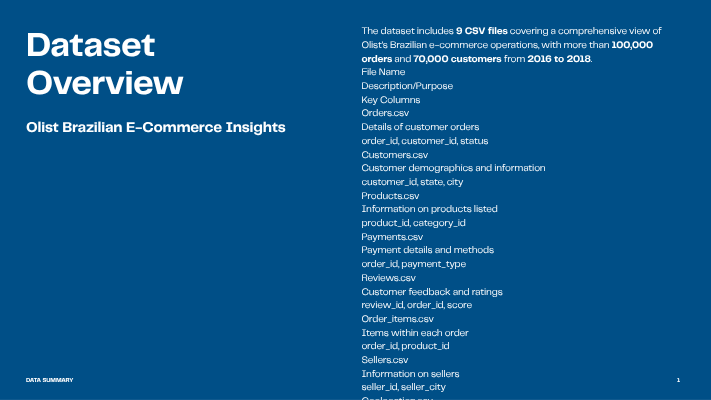 Dataset
Overview
Olist Brazilian E-Commerce Insights
The dataset includes 9 CSV files covering a comprehensive view of
Olist's Brazilian e-commerce operations, with more than 100,000
orders and 70,000 customers from 2016 to 2018.
File Name
Description/Purpose
Key Columns
Orders.csv
Details of customer orders
order_id, customer_id, status
Customers.csv
Customer demographics and information
customer_id, state, city
Products.csv
Information on products listed
product_id, category_id
Payments.csv
Payment details and methods
order_id, payment_type
Reviews.csv
Customer feedback and ratings
review_id, order_id, score
Order_items.csv
Items within each order
order_id, product_id
Sellers.csv
Information on sellers
seller_id, seller_city
DATA SUMMARY
1